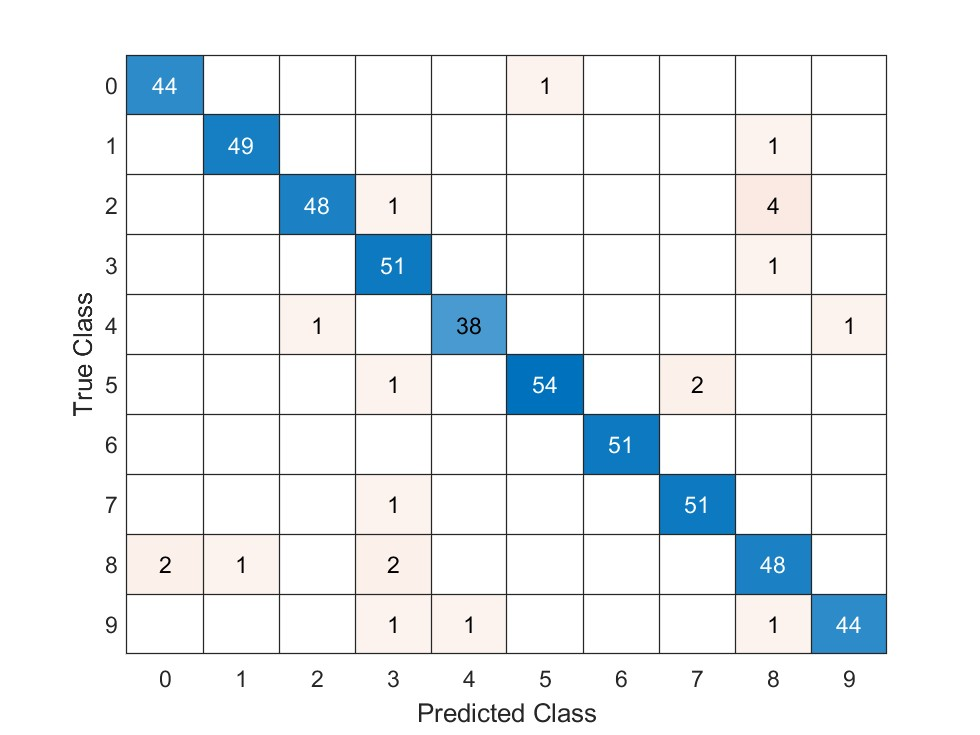 0 44 1
1 49 1
2 48 1 4
3 51 1
4 1 38 1
5 1 54 2
6 51
7 1 51
8 2 1 2 48
9 1 1 1 44
0 1 2 3 4 5 6 7 8 9
Predicted Class
True Class